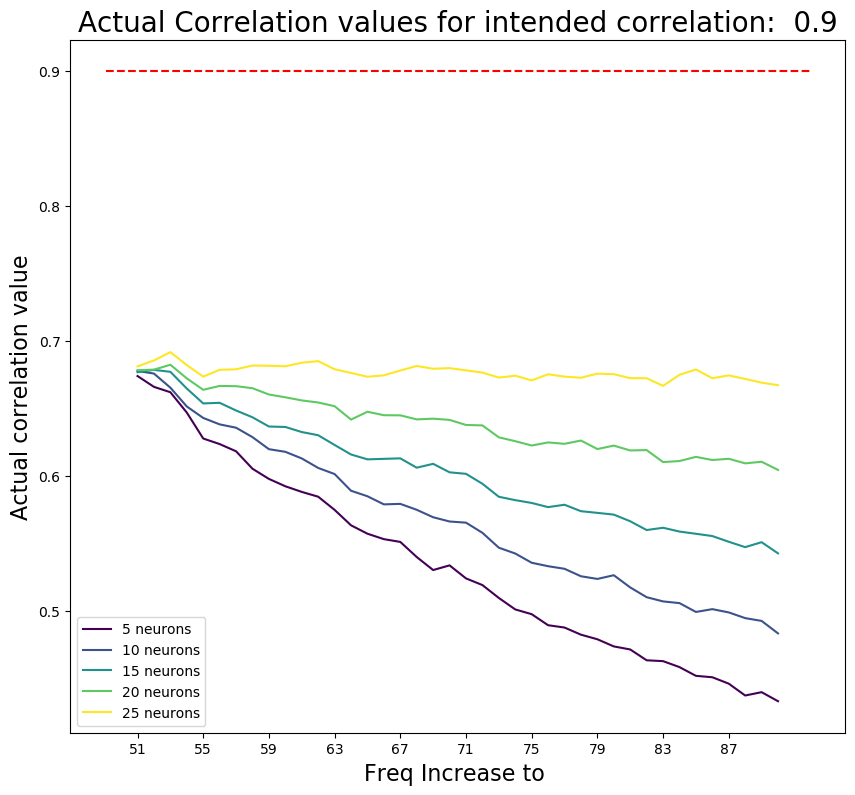 Actual Correlation values for intended correlation:  0.9
Actual correlation value
0.9
0.8
0.7
0.6
0.5
5 neurons
10 neurons
15 neurons
20 neurons
25 neurons
51 55 59 63 67 71 75 79 83 87
Freq Increase to